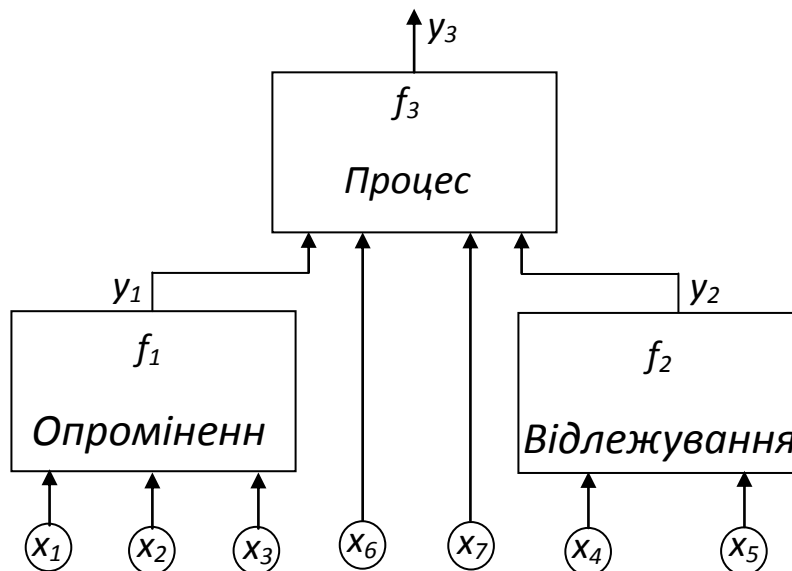 y₃
f₃
Процес
y₁
y₂
f₁
f₂
Опроміненн
Відлежування
x₁ x₂ x₃ x₆ x₇ x₄ x₅